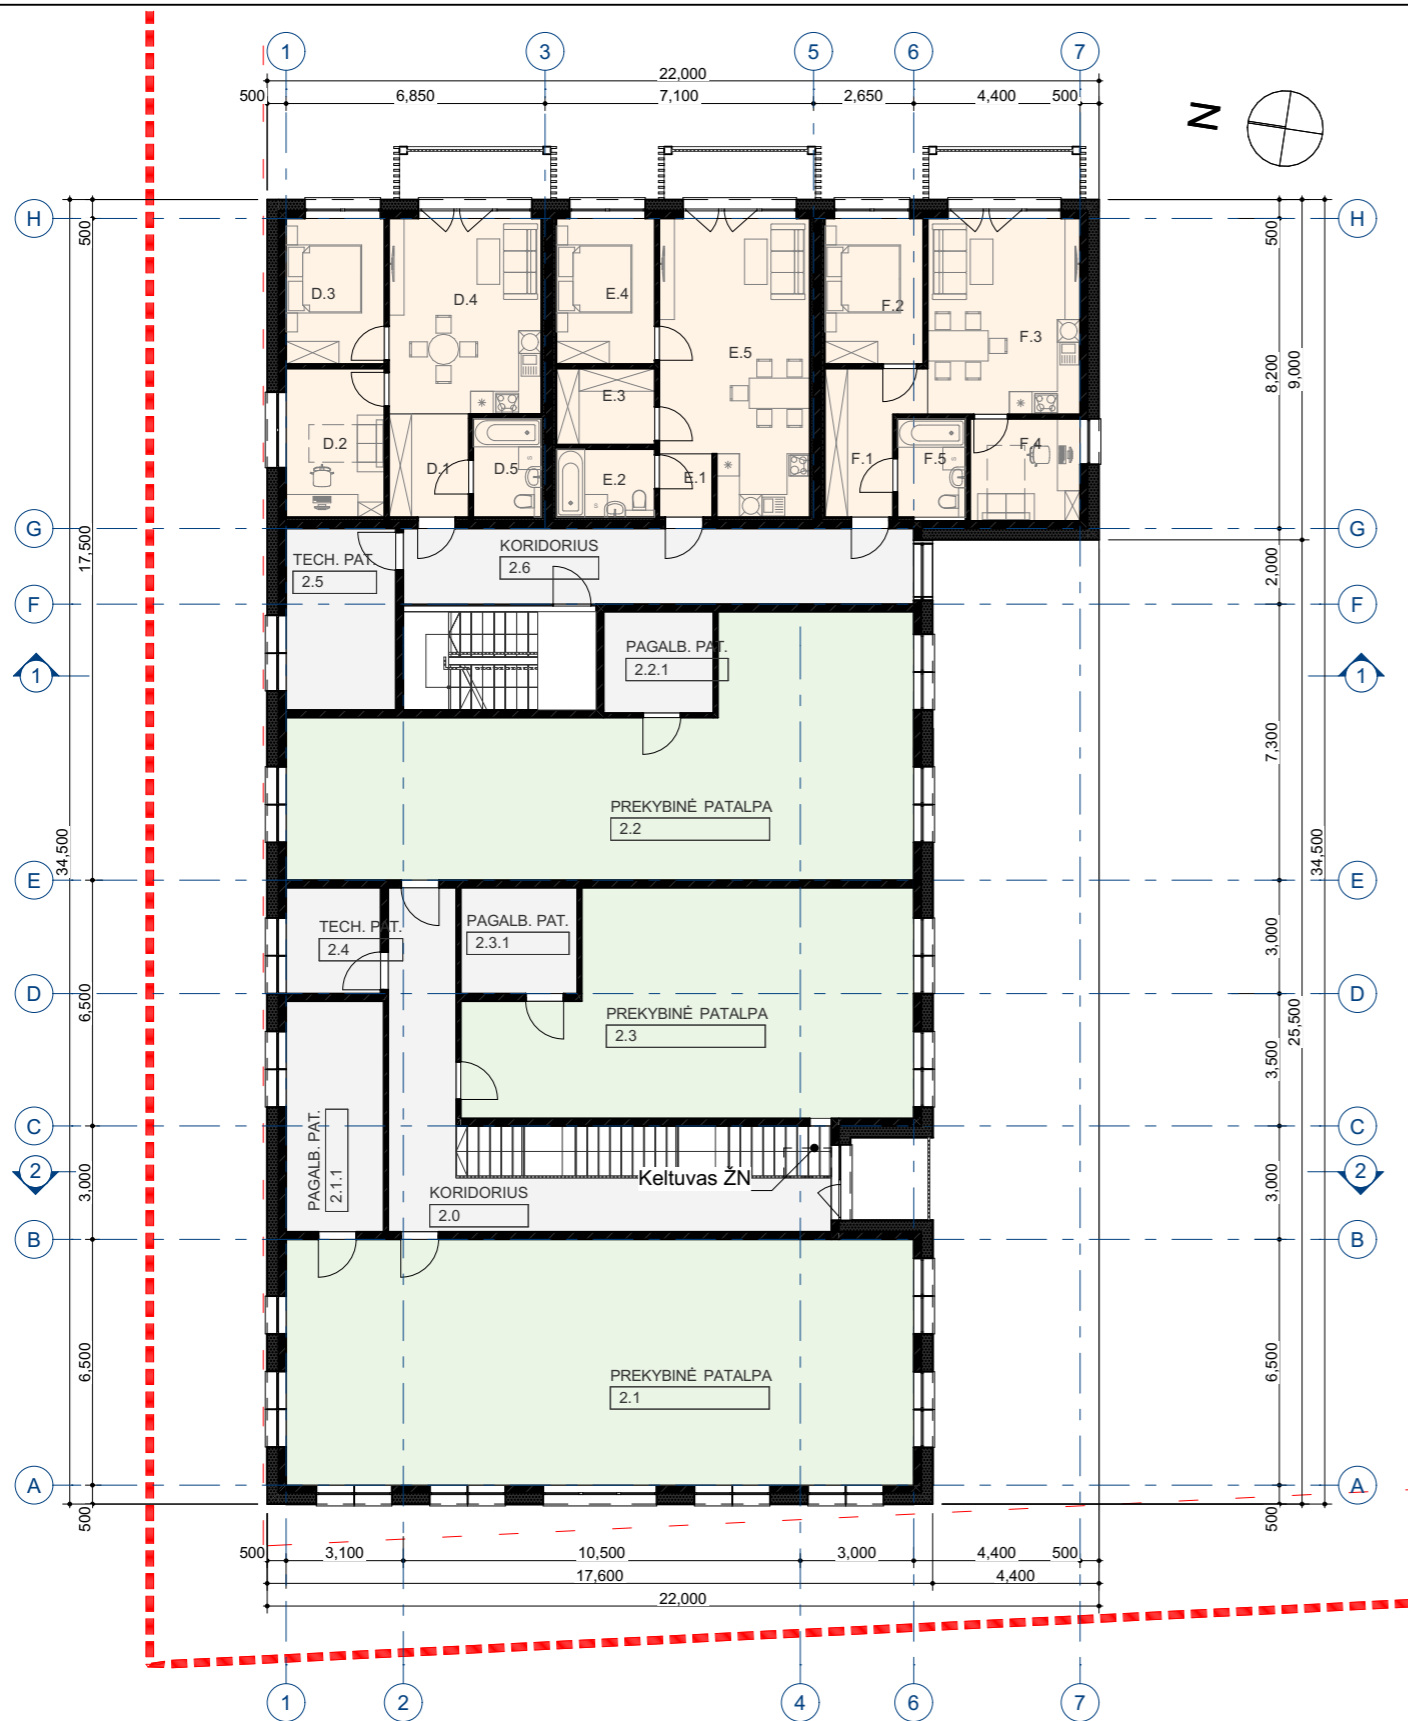 1 3 5 6 7
22,000
500 6,850 7,100 2,650 4,400 500
N
H H
500 500
D.3 D.4 E.4 E.5 F.2 F.3
8,200 9,000
D.2 D.1 D.5 E.3 E.2 E.1 F.1 F.5 F.4
G G
17,500
KORIDORIUS
2.6
TECH. PAT.
2.5
2,000
F F
PAGALB. PAT.
2.2.1
1 1
7,300
PREKYBINĖ PATALPA
2.2
34,500 34,500
E E
TECH. PAT.
2.4
PAGALB. PAT.
2.3.1
3,000
D D
6,500
PREKYBINĖ PATALPA
2.3
25,500
3,500
PAGALB. PAT.
2.1.1
C C
2 2
3,000 3,000
Keltuvas ŽN
KORIDORIUS
2.0
B B
6,500 6,500
PREKYBINĖ PATALPA
2.1
A A
500 500
500 3,100 10,500 3,000 4,400 500
17,600 4,400
22,000
1 2 4 6 7